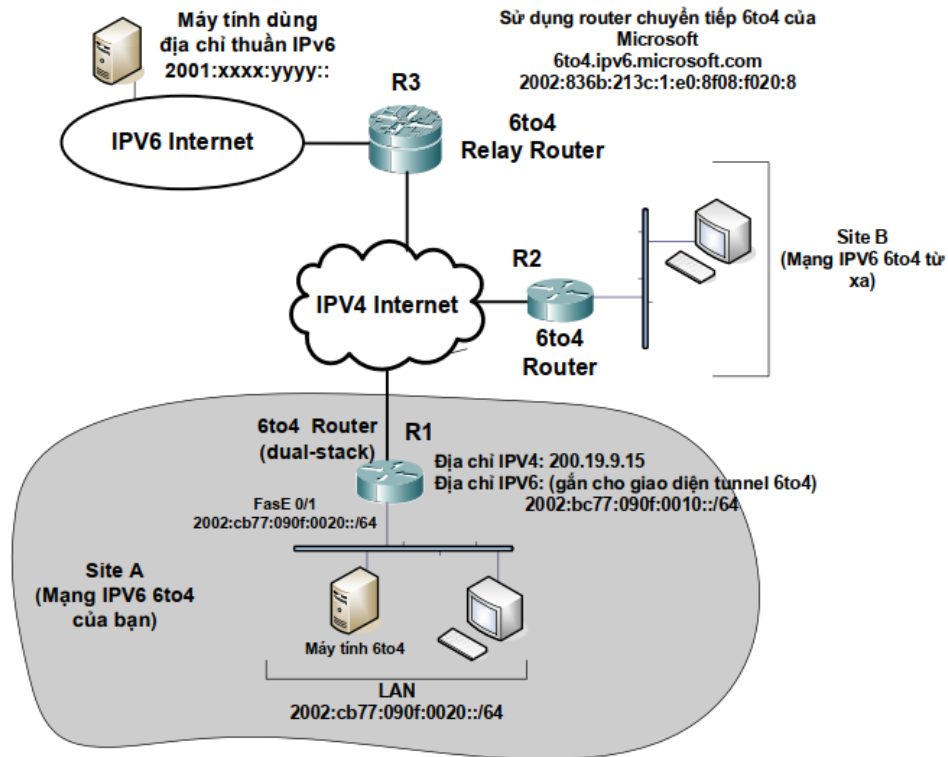 Máy tính dùng
địa chỉ thuần IPv6
2001:xxxx:yyyy::
Sử dụng router chuyển tiếp 6to4 của
Microsoft
6to4.ipv6.microsoft.com
2002:836b:213c:1:e0:8f08:f020:8
R3
IPV6 Internet
6to4
Relay Router
Site B
(Mạng IPV6 6to4 từ
xa)
R2
IPV4 Internet
6to4
Router
6to4 Router
(dual-stack)
R1
Địa chỉ IPV4: 200.19.9.15
Địa chỉ IPV6: (gắn cho giao diện tunnel 6to4)
2002:bc77:090f:0010::/64
FasE 0/1
2002:cb77:090f:0020::/64
Site A
(Mạng IPV6 6to4
của bạn)
Máy tính 6to4
LAN
2002:cb77:090f:0020::/64